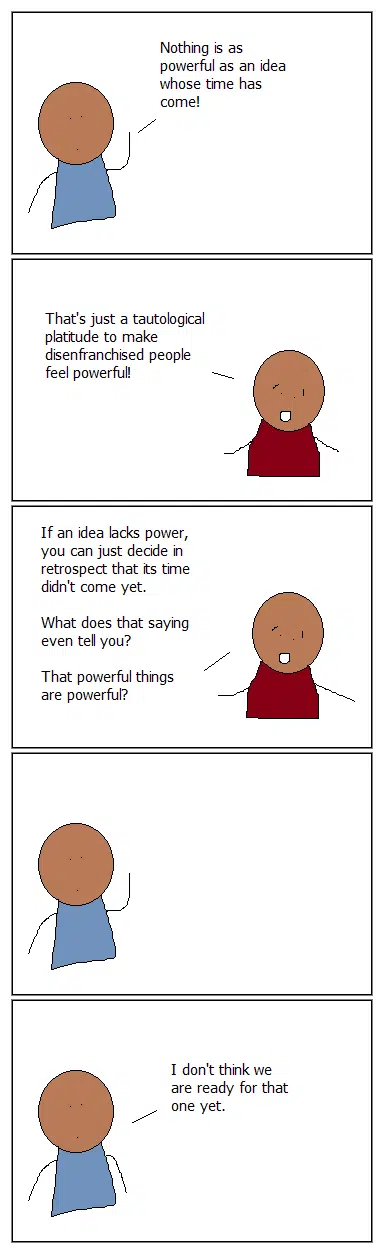 Nothing is as
powerful as an idea
whose time has
come!
That's just a tautological
platitude to make
disenfranchised people
feel powerful!
If an idea lacks power,
you can just decide in
retrospect that its time
didn't come yet.
What does that saying
even tell you?
That powerful things
are powerful?
I don't think we
are ready for that
one yet.